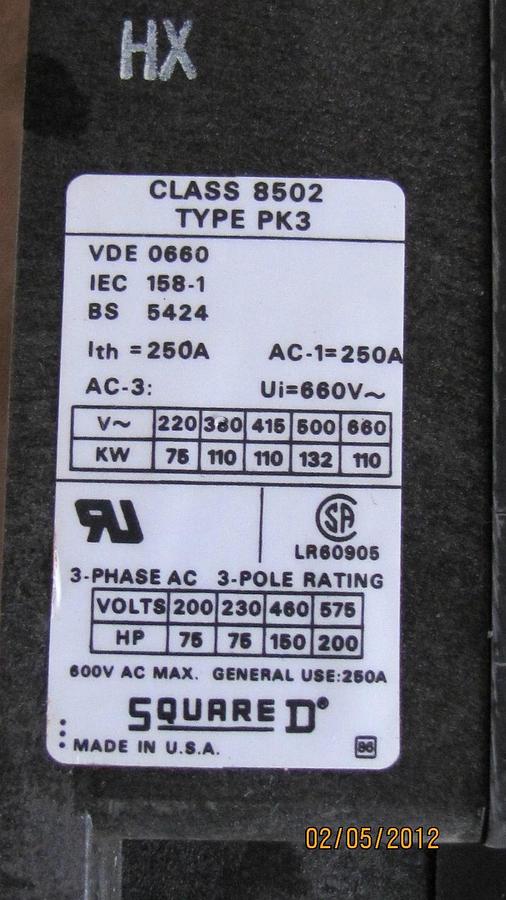 HX
CLASS 8502
TYPE PK3
VDE 0660
IEC 158-1
BS 5424
Ith = 250A AC-1=250A
AC-3: Ui=660V~
V~ 220 380 415 500 660
KW 75 110 110 132 110
RU SA
LR60905
3-PHASE AC 3-POLE RATING
VOLTS 200 230 460 575
HP 75 75 150 200
600V AC MAX. GENERAL USE:250A
SQUARE D®
MADE IN U.S.A. 86
02/05/2012